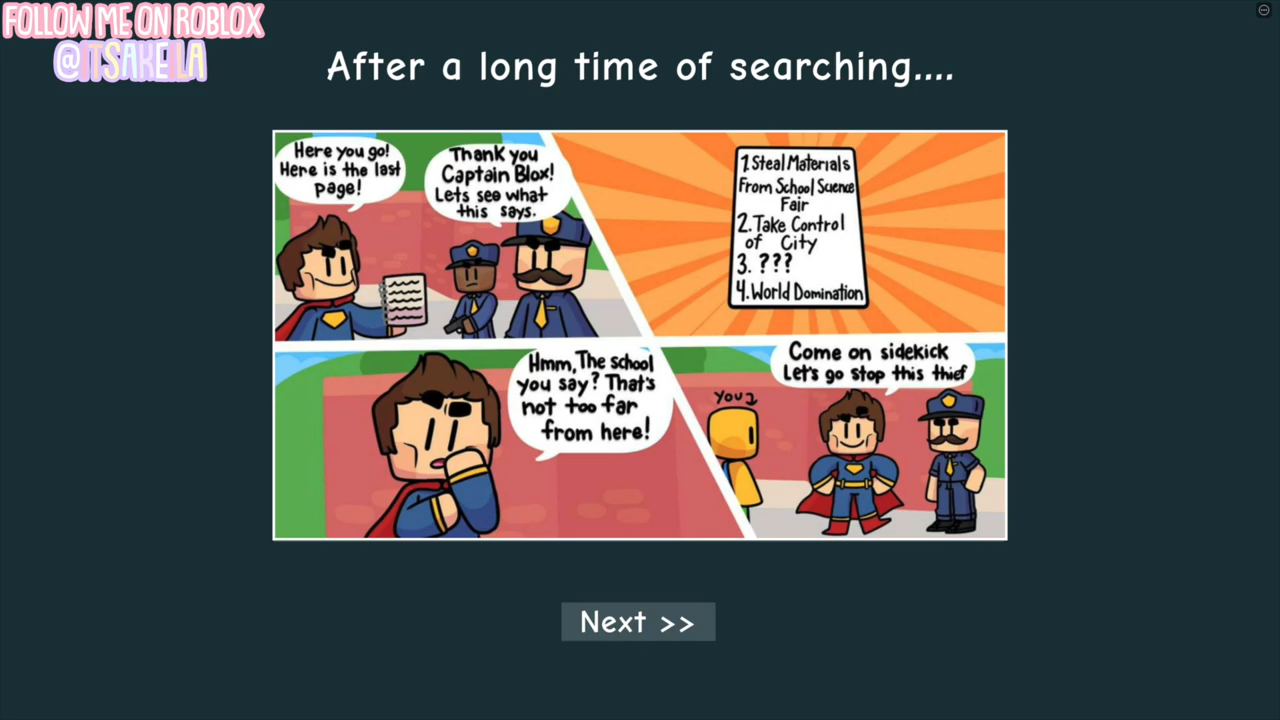 FOLLOW ME ON ROBLOX
@ITSAKEILA
After a long time of searching....
Here you go!
Here is the last
page!
Thank you
Captain Blox!
Lets see what
this says.
1.Steal Materials
From School Science
Fair
2.Take Control
of City
3. ???
4.World Domination
Hmm,The school
you say? That's
not too far
from here!
You
Come on sidekick
Let's go stop this thief
Next >>